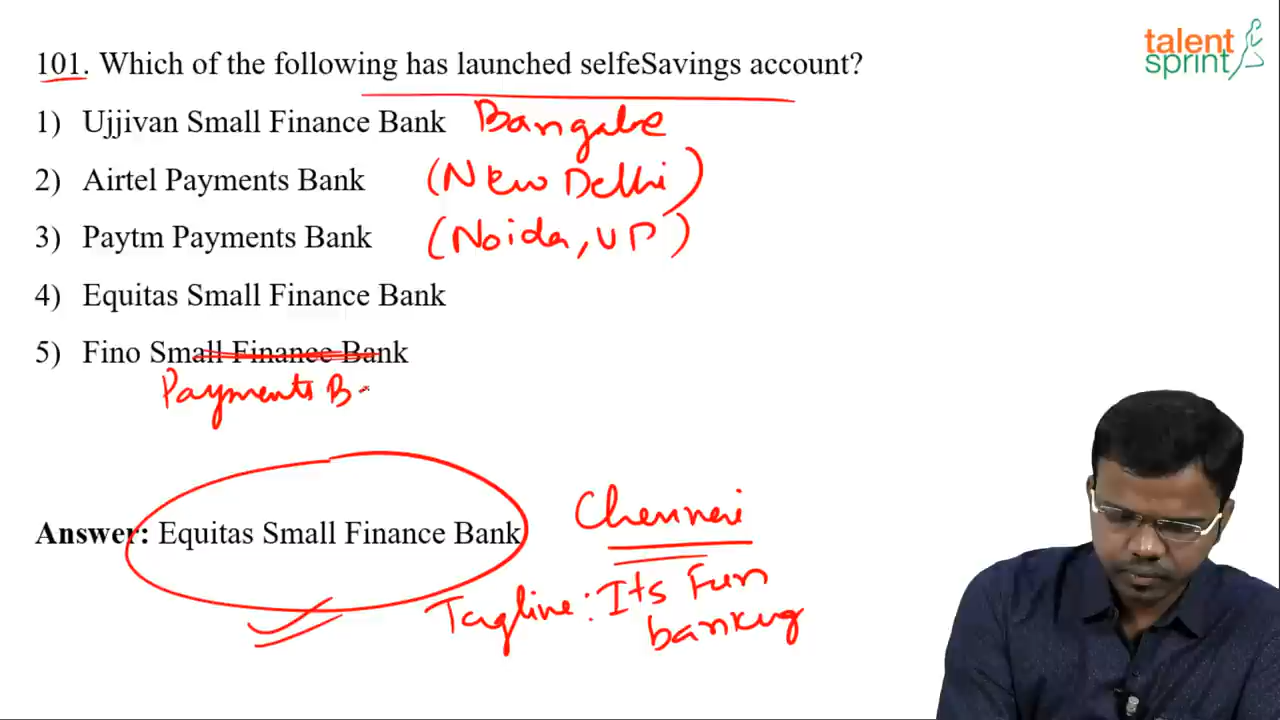 talent
sprint
101. Which of the following has launched selfeSavings account?
1) Ujjivan Small Finance Bank Bangalore
2) Airtel Payments Bank (New Delhi)
3) Paytm Payments Bank (Noida, UP)
4) Equitas Small Finance Bank
5) Fino Small Finance Bank
Payments B
Answer: Equitas Small Finance Bank Chennai
Tagline: Its Fun
banking